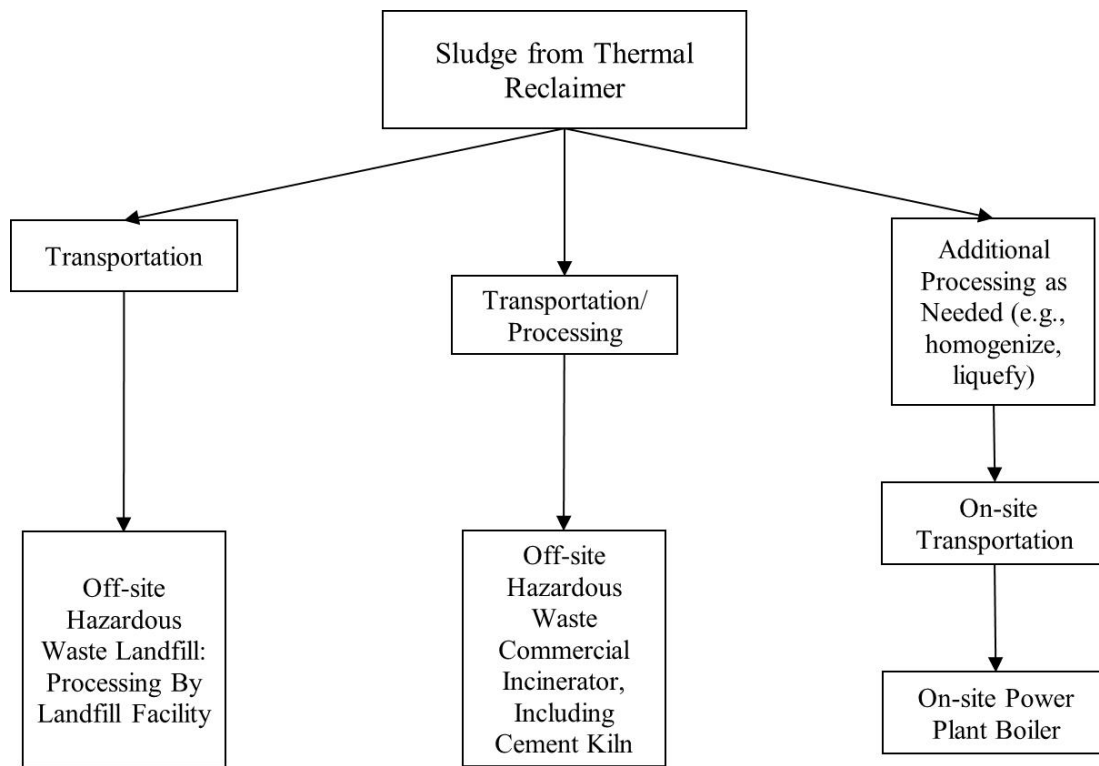 Sludge from Thermal
Reclaimer
Transportation
Transportation/
Processing
Additional
Processing as
Needed (e.g.,
homogenize,
liquefy)
On-site
Transportation
Off-site
Hazardous
Waste Landfill:
Processing By
Landfill Facility
Off-site
Hazardous
Waste
Commercial
Incinerator,
Including
Cement Kiln
On-site Power
Plant Boiler